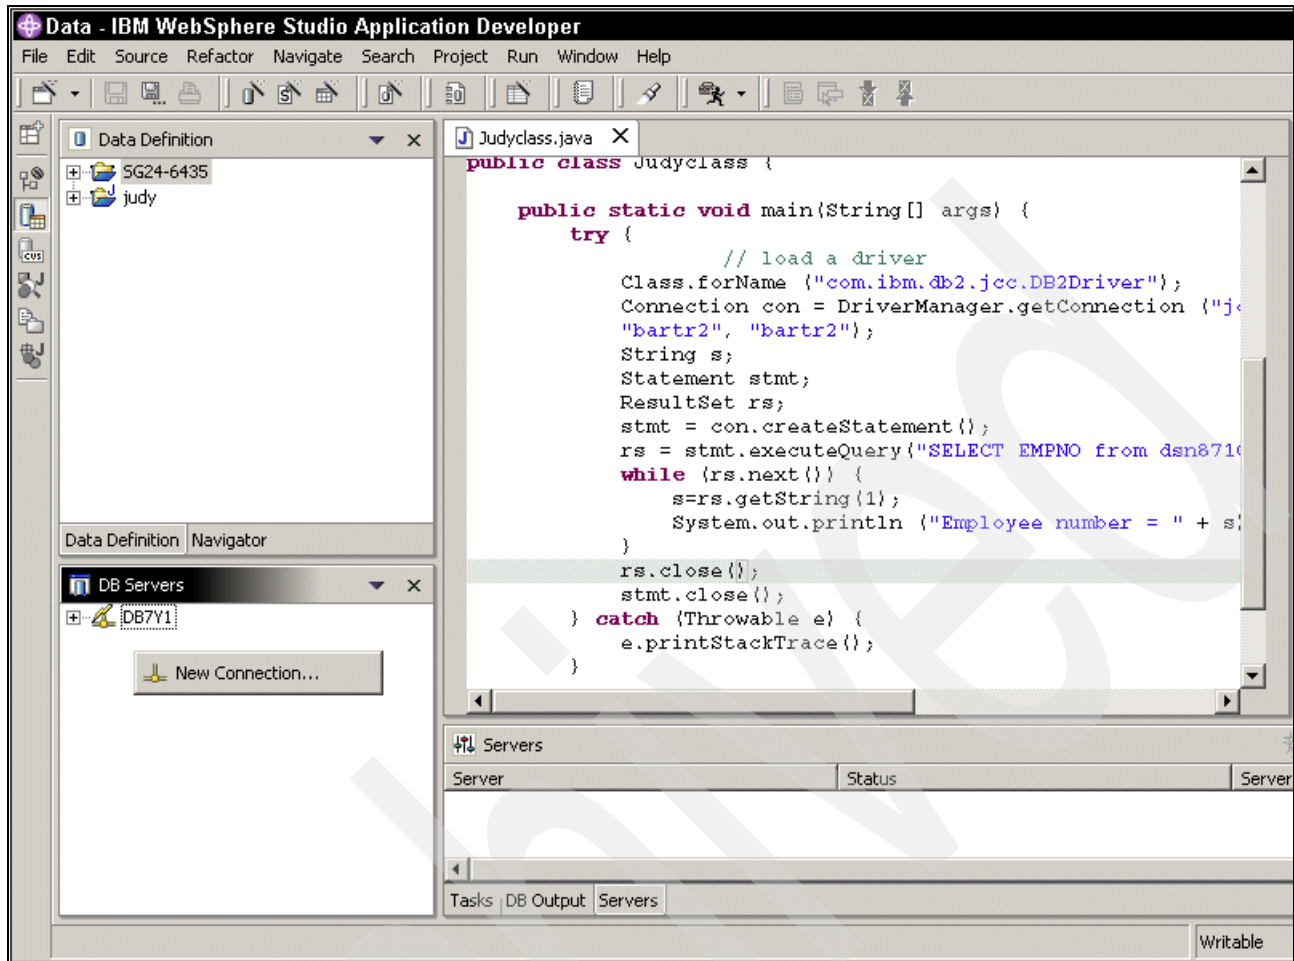 Data - IBM WebSphere Studio Application Developer
File Edit Source Refactor Navigate Search Project Run Window Help
Data Definition
SG24-6435
judy
Data Definition Navigator
DB Servers
DB7Y1
New Connection...
Judyclass.java
public class Judyclass {
public static void main(String[] args) {
try {
// load a driver
Class.forName ("com.ibm.db2.jcc.DB2Driver");
Connection con = DriverManager.getConnection ("jc
"bartr2", "bartr2");
String s;
Statement stmt;
ResultSet rs;
stmt = con.createStatement();
rs = stmt.executeQuery("SELECT EMPNO from dsn871
while (rs.next()) {
s=rs.getString(1);
System.out.println ("Employee number = " + s)
}
rs.close();
stmt.close();
} catch (Throwable e) {
e.printStackTrace();
}
Servers
Server Status Server
Tasks DB Output Servers
Writable